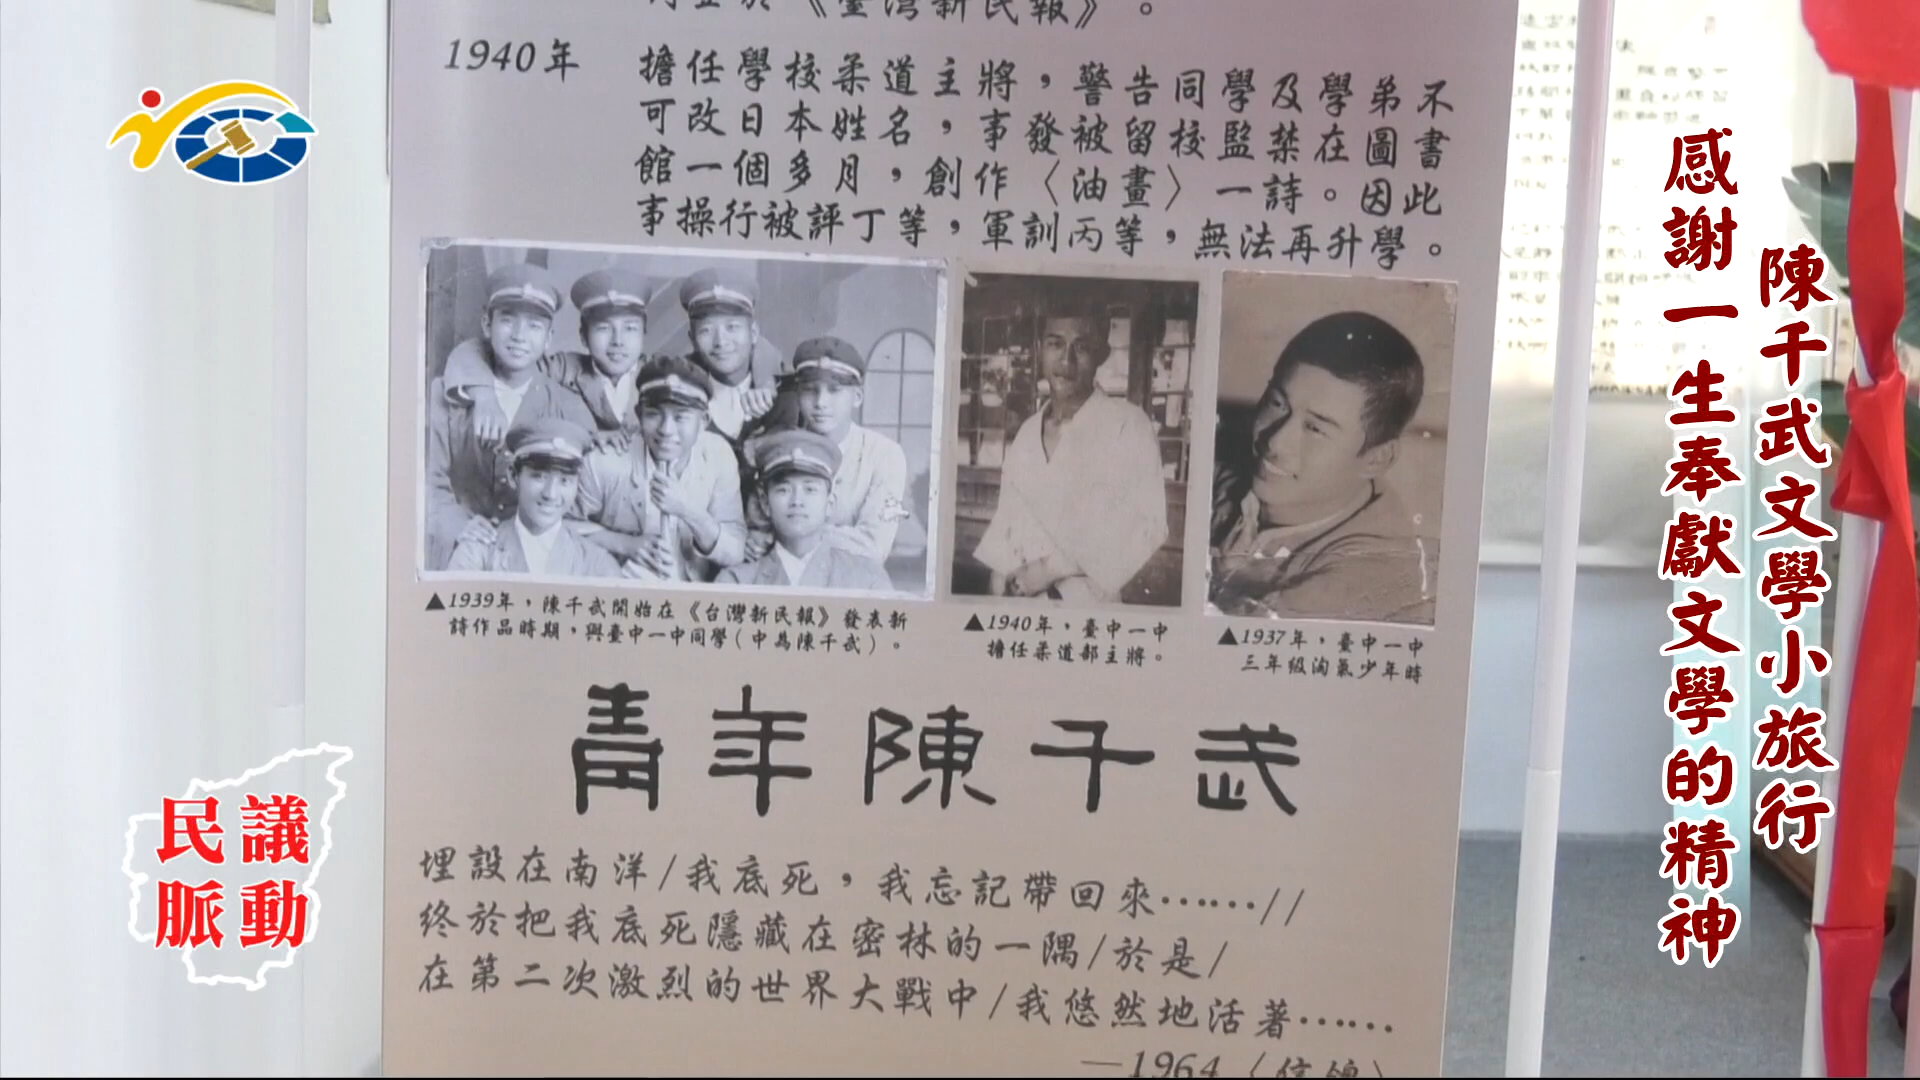 《臺灣新民報》。
1940年
擔任學校柔道主將，警告同學及學弟不
可改日本姓名，事發被留校監禁在圖書
館一個多月，創作〈油畫〉一詩。因此
事操行被評丁等，軍訓丙等，無法再升學。
▲1939年，陳千武開始在《台灣新民報》發表新
詩作品時期，與臺中一中同學(中為陳千武)。
▲1940年，臺中一中
擔任柔道部主將。
▲1937年，臺中一中
三年級淘氣少年時
青年陳千武
埋設在南洋/我底死，我忘記帶回來……//
終於把我底死隱藏在密林的一隅/於是/
在第二次激烈的世界大戰中/我悠然地活著……
—1964〈信鴿〉
陳千武文學小旅行
感謝一生奉獻文學的精神
民議
脈動